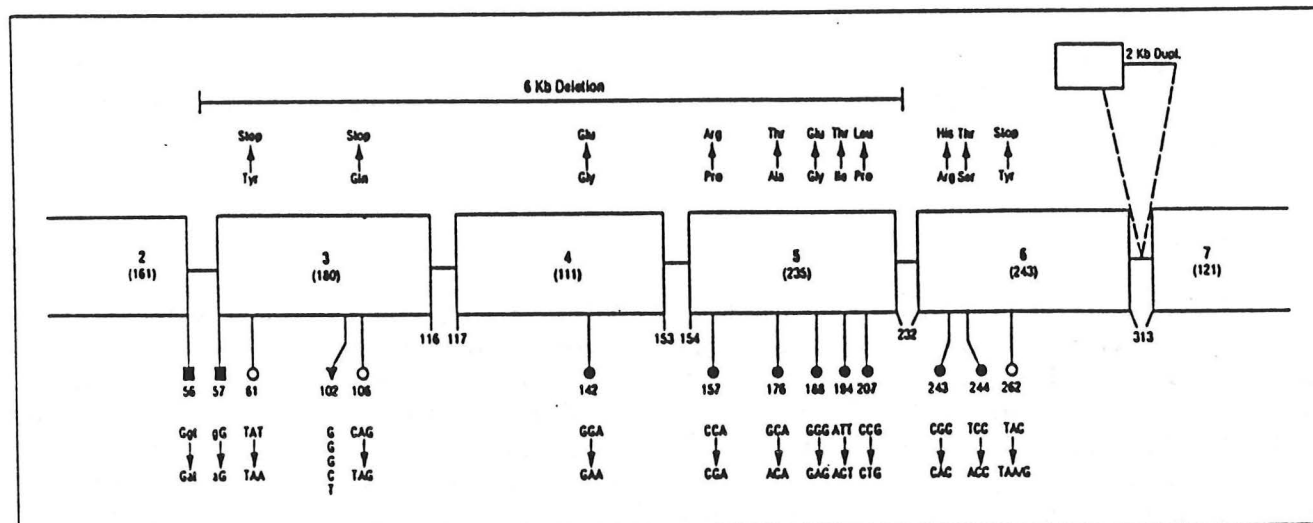 2 Kb Dupl.
6 Kb Deletion
Stop Stop Glu Arg Thr Glu Thr Leu His Thr Stop
Tyr Gln Gly Pro Ala Gly Ile Pro Arg Ser Tyr
2 3 4 5 6 7
(161) (180) (111) (235) (243) (121)
116 117 153 154 232 313
56 57 61 102 106 142 157 176 188 194 207 243 244 262
Ggt gG TAT G CAG GGA CCA GCA GGG ATT CCG CGG TCC TAC
G
G
G
C
Gat aG TAA T TAG GAA CGA ACA GAG ACT CTG CAC ACC TAA/G